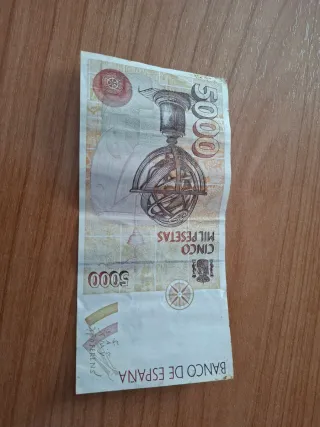 5000
CINCO
MIL PESETAS
5000
BANCO DE ESPAÑA